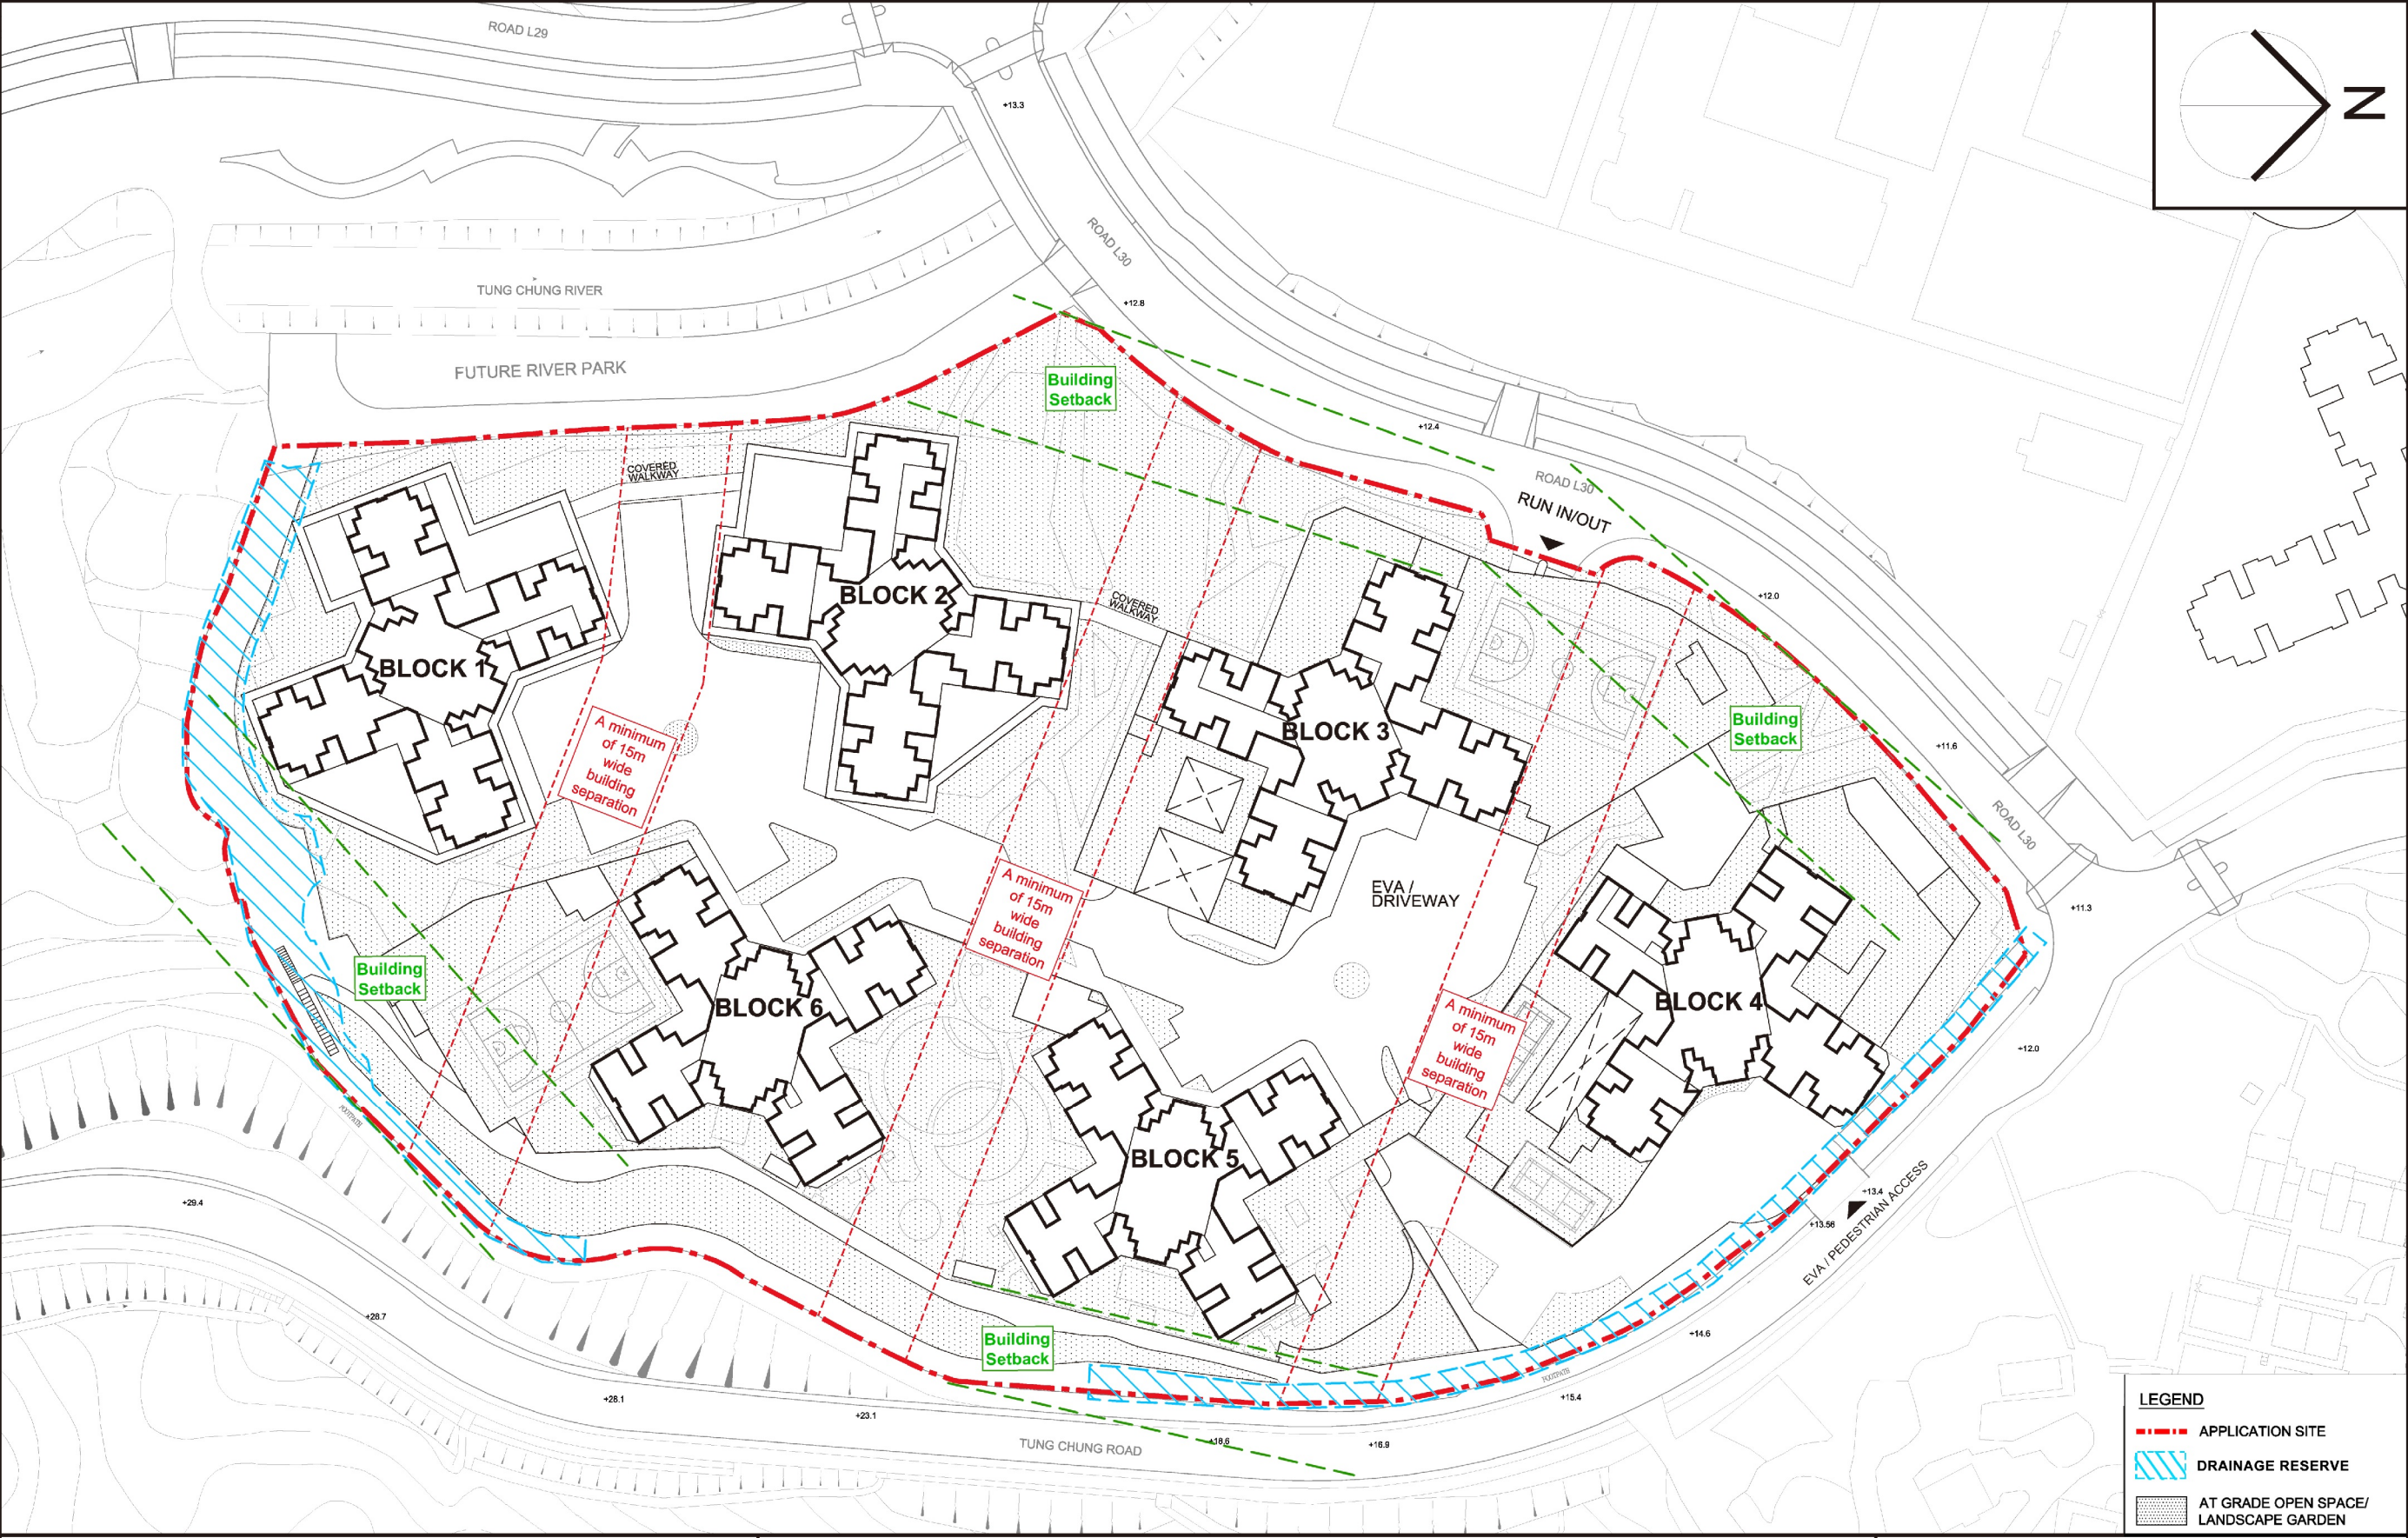 ROAD L29
N
+13.3
ROAD L30
TUNG CHUNG RIVER
+12.8
FUTURE RIVER PARK
Building
Setback
+12.4
COVERED
WALKWAY
ROAD L30
RUN IN/OUT
BLOCK 2
COVERED
WALKWAY
+12.0
BLOCK 1
A minimum
of 15m
wide
building
separation
BLOCK 3
Building
Setback
+11.6
ROAD L30
EVA /
DRIVEWAY
A minimum
of 15m
wide
building
separation
+11.3
Building
Setback
BLOCK 6
BLOCK 4
A minimum
of 15m
wide
building
separation
+12.0
FOOTPATH
BLOCK 5
+29.4
+13.4
+13.56
EVA / PEDESTRIAN ACCESS
+28.7
Building
Setback
+14.6
FOOTPATH
+28.1
+23.1
+15.4
TUNG CHUNG ROAD
+18.6
+16.9
LEGEND
APPLICATION SITE
DRAINAGE RESERVE
AT GRADE OPEN SPACE/
LANDSCAPE GARDEN